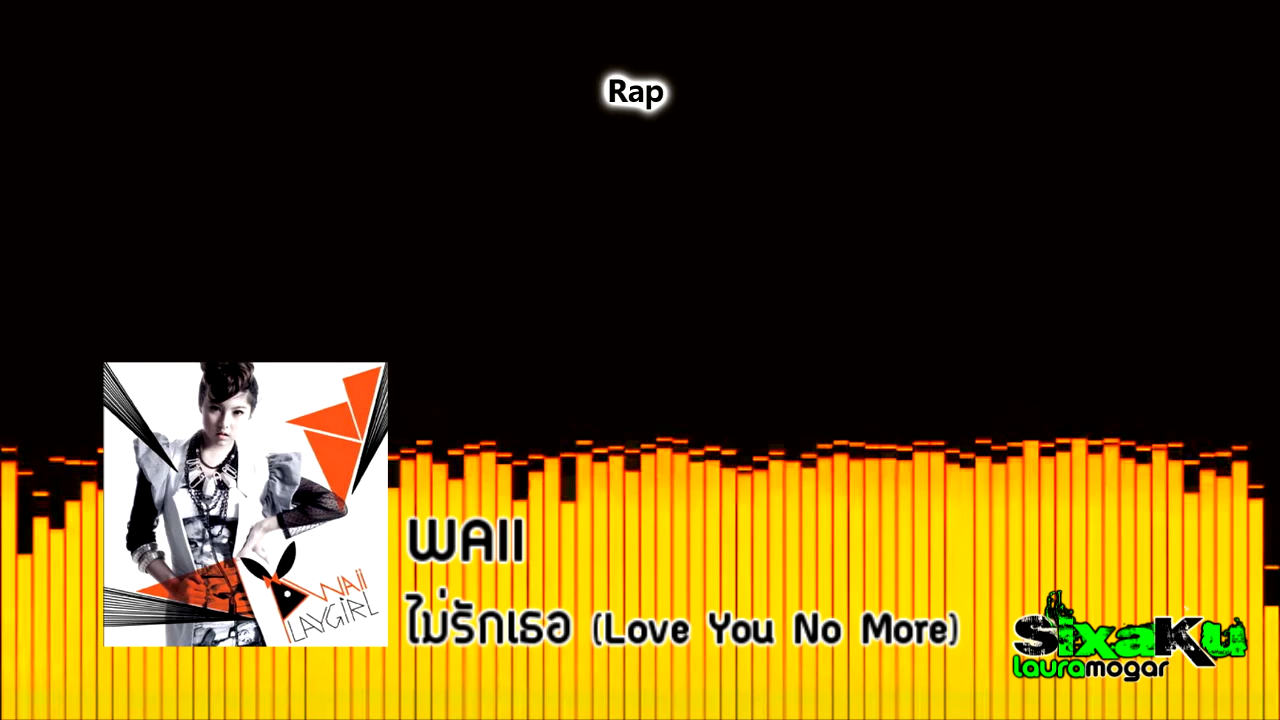 Rap
WAII
PLAYGIRL
WAII
ไม่รักเธอ (Love You No More)
SixaKu
lauramogar